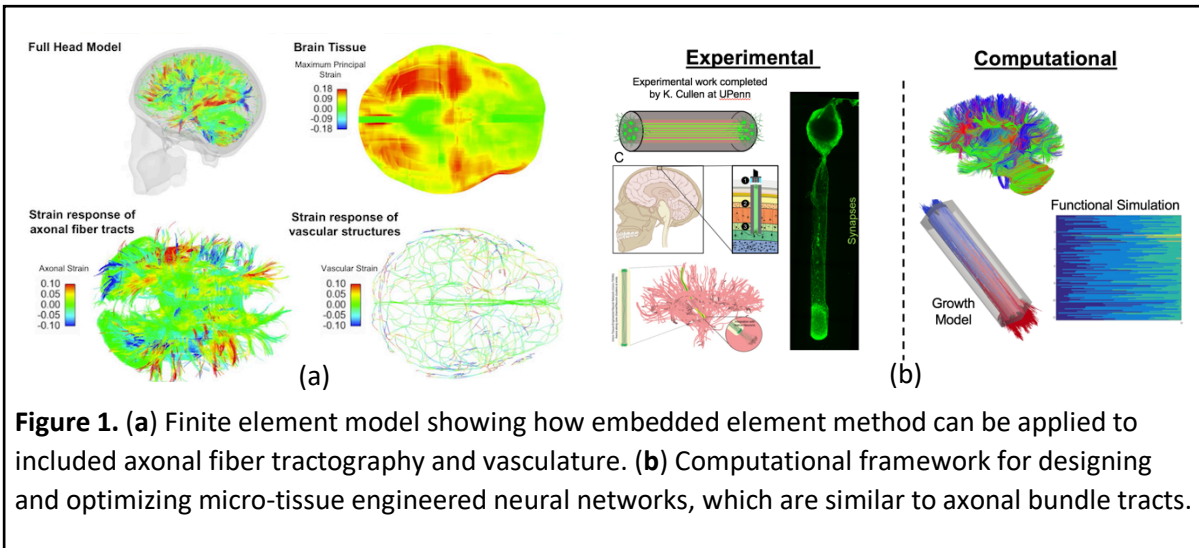 Full Head Model
Brain Tissue
Maximum Principal
Strain
0.18
0.09
0.00
-0.09
-0.18
Strain response of
axonal fiber tracts
Axonal Strain
0.10
0.05
0.00
-0.05
-0.10
Strain response of
vascular structures
Vascular Strain
0.10
0.05
0.00
-0.05
-0.10
(a)
Experimental
Experimental work completed
by K. Cullen at UPenn
C
1
2
3
Synapses
(b)
Computational
Functional Simulation
Growth
Model
Figure 1. (a) Finite element model showing how embedded element method can be applied to
included axonal fiber tractography and vasculature. (b) Computational framework for designing
and optimizing micro-tissue engineered neural networks, which are similar to axonal bundle tracts.